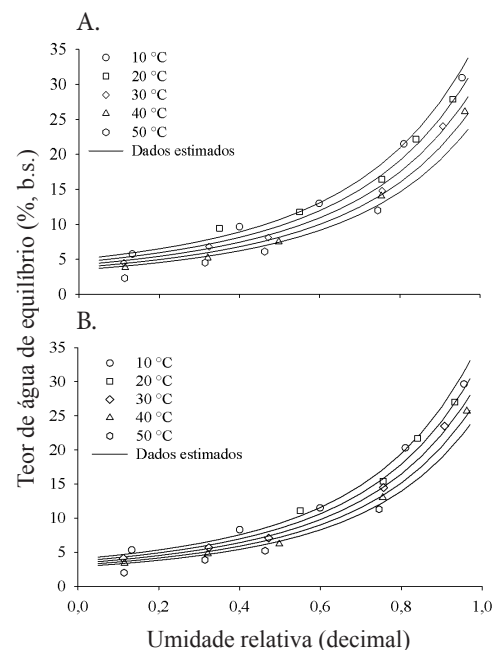 A.
35
30
25
20
15
10
5
0
10 °C
20 °C
30 °C
40 °C
50 °C
Dados estimados
Teor de água de equilíbrio (%, b.s.)
B.
35
30
25
20
15
10
5
0
10 °C
20 °C
30 °C
40 °C
50 °C
Dados estimados
0,0 0,2 0,4 0,6 0,8 1,0
Umidade relativa (decimal)